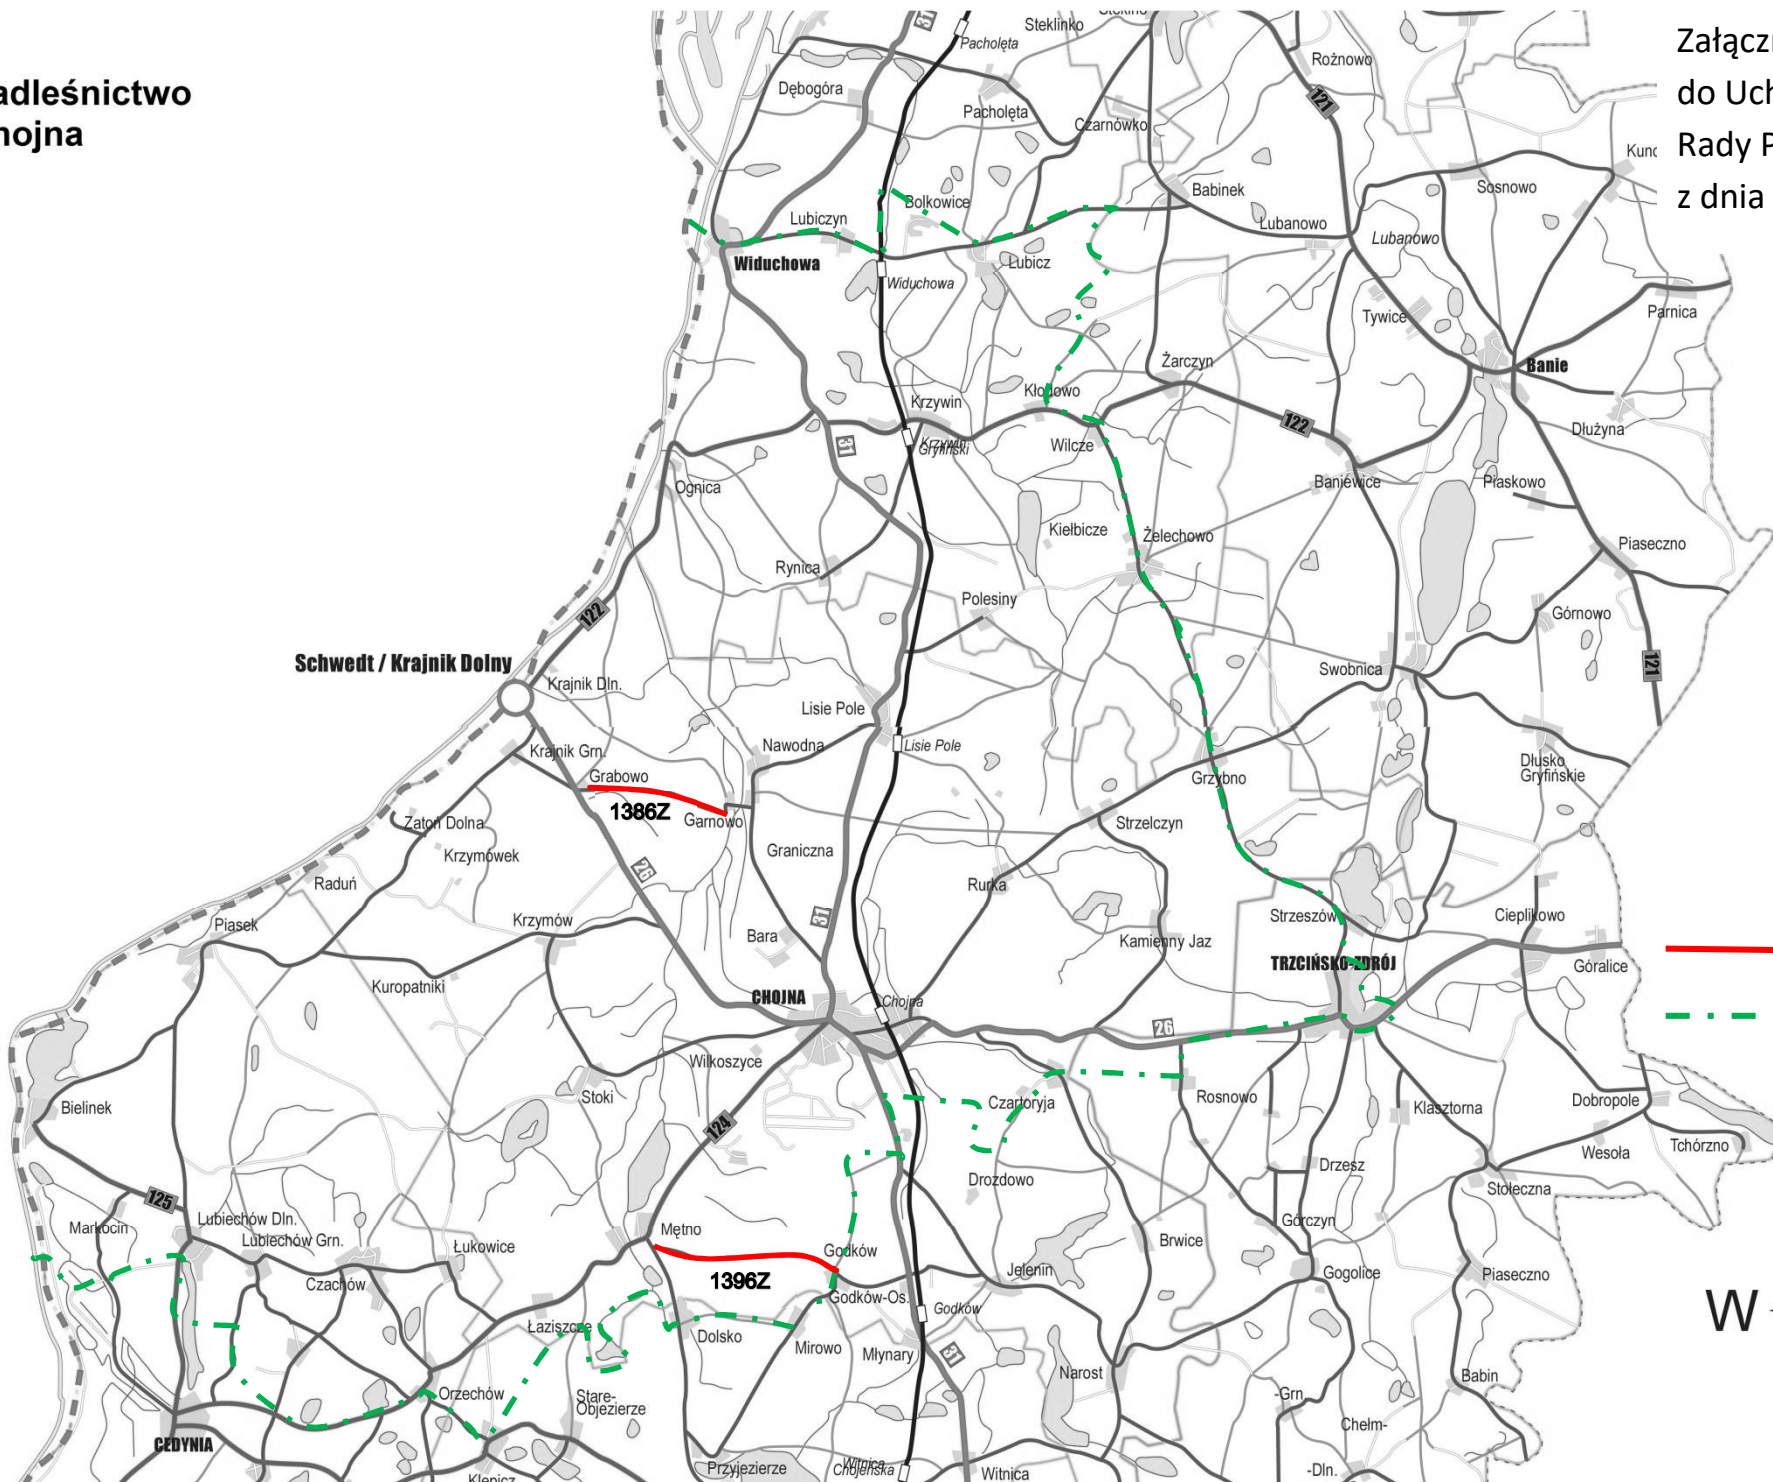 adleśnictwo
hojna
Załącz
do Uch
Rady P
z dnia
31
Steklinko
Pacholęta
Rożnowo
Dębogóra
Pacholęta
121
Czarnówko
Babinek
Sosnowo
Bolkowice
Lubiczyn
Lubanowo
Lubanowo
Widuchowa
Lubicz
Widuchowa
Tywice
Parnica
Żarczyn
Banie
Kłodowo
Krzywin
122
Dłużyna
31
Krzywin
Gryfiński
Wilcze
Ognica
Baniewice
Piaskowo
Kiełbicze
Żelechowo
Piaseczno
Rynica
Polesiny
122
Górnowo
Schwedt / Krajnik Dolny
Swobnica
121
Krajnik Dln.
Lisie Pole
Nawodna
Lisie Pole
Krajnik Grn.
Grabowo
Grzybno
Dłusko
Gryfińskie
1386Z
Garnowo
Zatoń Dolna
Strzelczyn
Krzymówek
Graniczna
26
Raduń
Rurka
Piasek
Krzymów
31
Strzeszów
Cieplikowo
Bara
Kamienny Jaz
TRZCIŃSKO-ZDRÓJ
Góralice
Kuropatniki
CHOJNA
Chojna
26
Wilkoszyce
Bielinek
Stoki
Czartoryja
Rosnowo
Klasztorna
Dobropole
124
Wesoła
Tchórzno
Drozdowo
Drzesz
Stołeczna
125
Markocin
Lubiechów Dln.
Lubiechów Grn.
Łukowice
Mętno
Godków
Brwice
Górczyn
Czachów
1396Z
Jelenin
Gogolice
Piaseczno
Godków-Os.
Godków
W
Łaziszcze
Dolsko
Mirowo
Młynary
31
Narost
Babin
Orzechów
Stare-
Objezierze
-Grn
Chełm-
CEDYNIA
Przyjezierze
Witnica
Chojeńska
Witnica
-Dln.
Klępicz